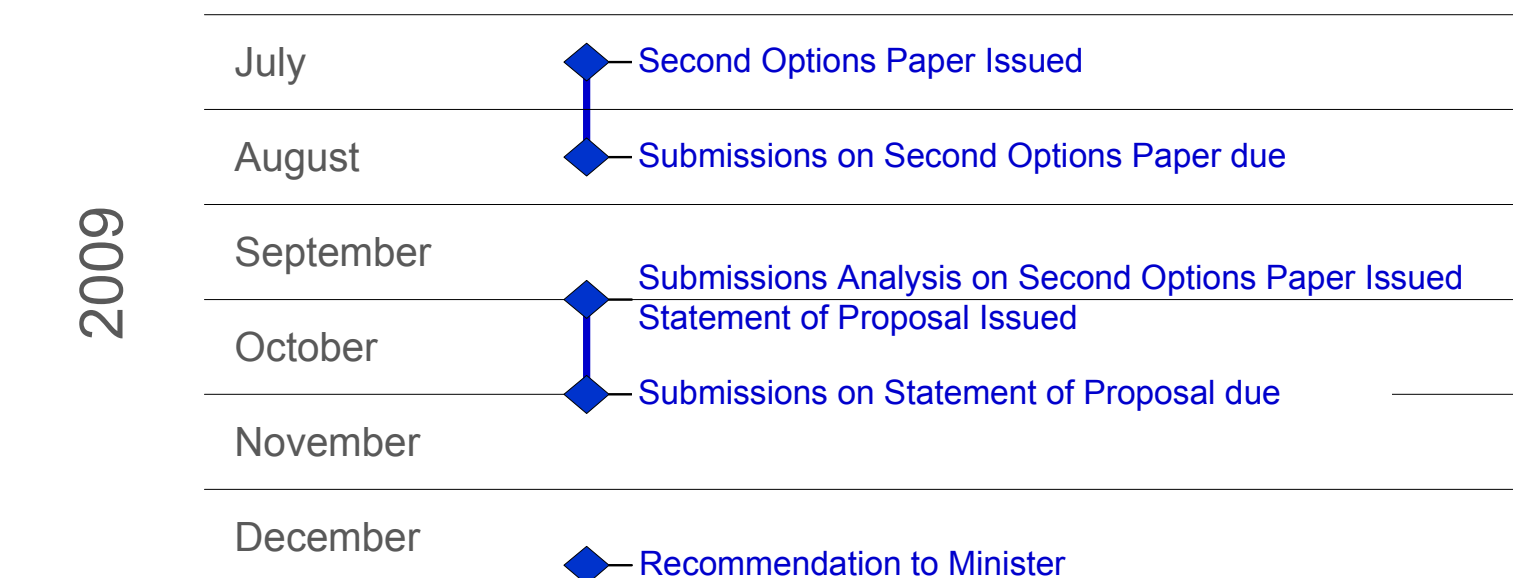 2009
July
Second Options Paper Issued
August
Submissions on Second Options Paper due
September
Submissions Analysis on Second Options Paper Issued
Statement of Proposal Issued
October
Submissions on Statement of Proposal due
November
December
Recommendation to Minister